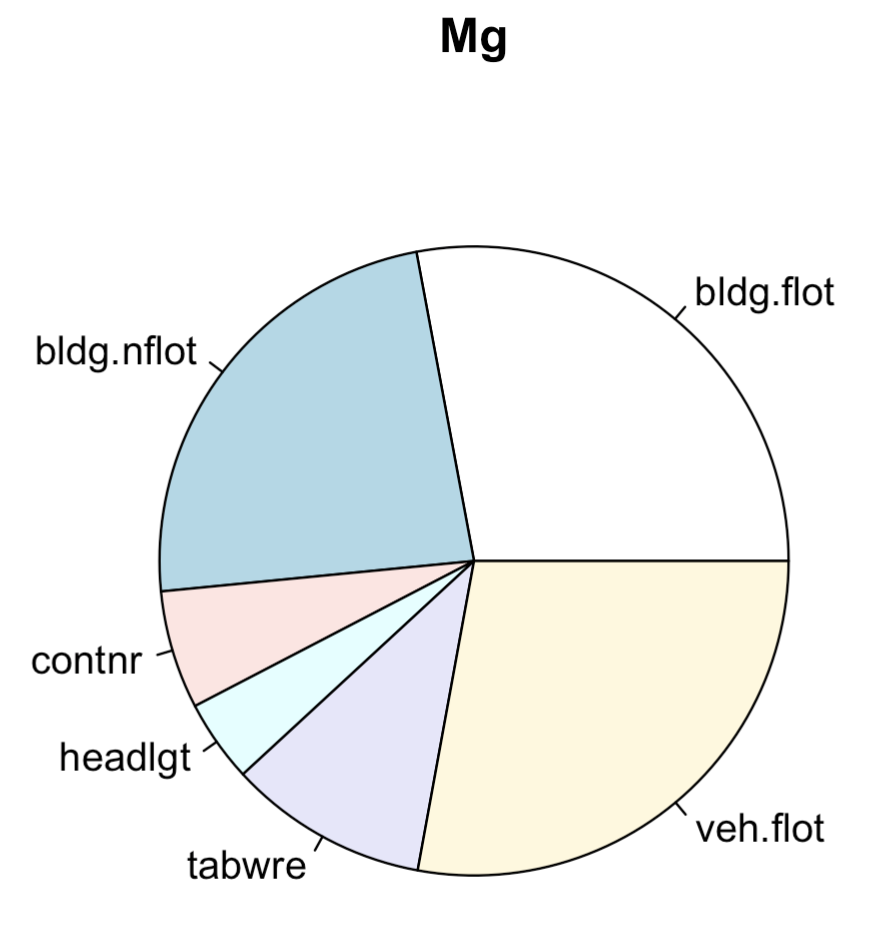 Mg
bldg.flot
bldg.nflot
contnr
headlgt
tabwre
veh.flot